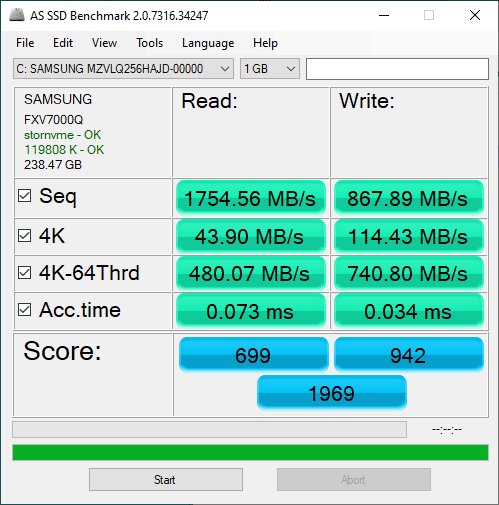 AS SSD Benchmark 2.0.7316.34247
File Edit View Tools Language Help
C: SAMSUNG MZVLQ256HAJD-00000 1 GB
SAMSUNG
FXV7000Q
stornvme - OK
119808 K - OK
238.47 GB
Read: Write:
Seq 1754.56 MB/s 867.89 MB/s
4K 43.90 MB/s 114.43 MB/s
4K-64Thrd 480.07 MB/s 740.80 MB/s
Acc.time 0.073 ms 0.034 ms
Score: 699 942
1969
--:--:--
Start Abort